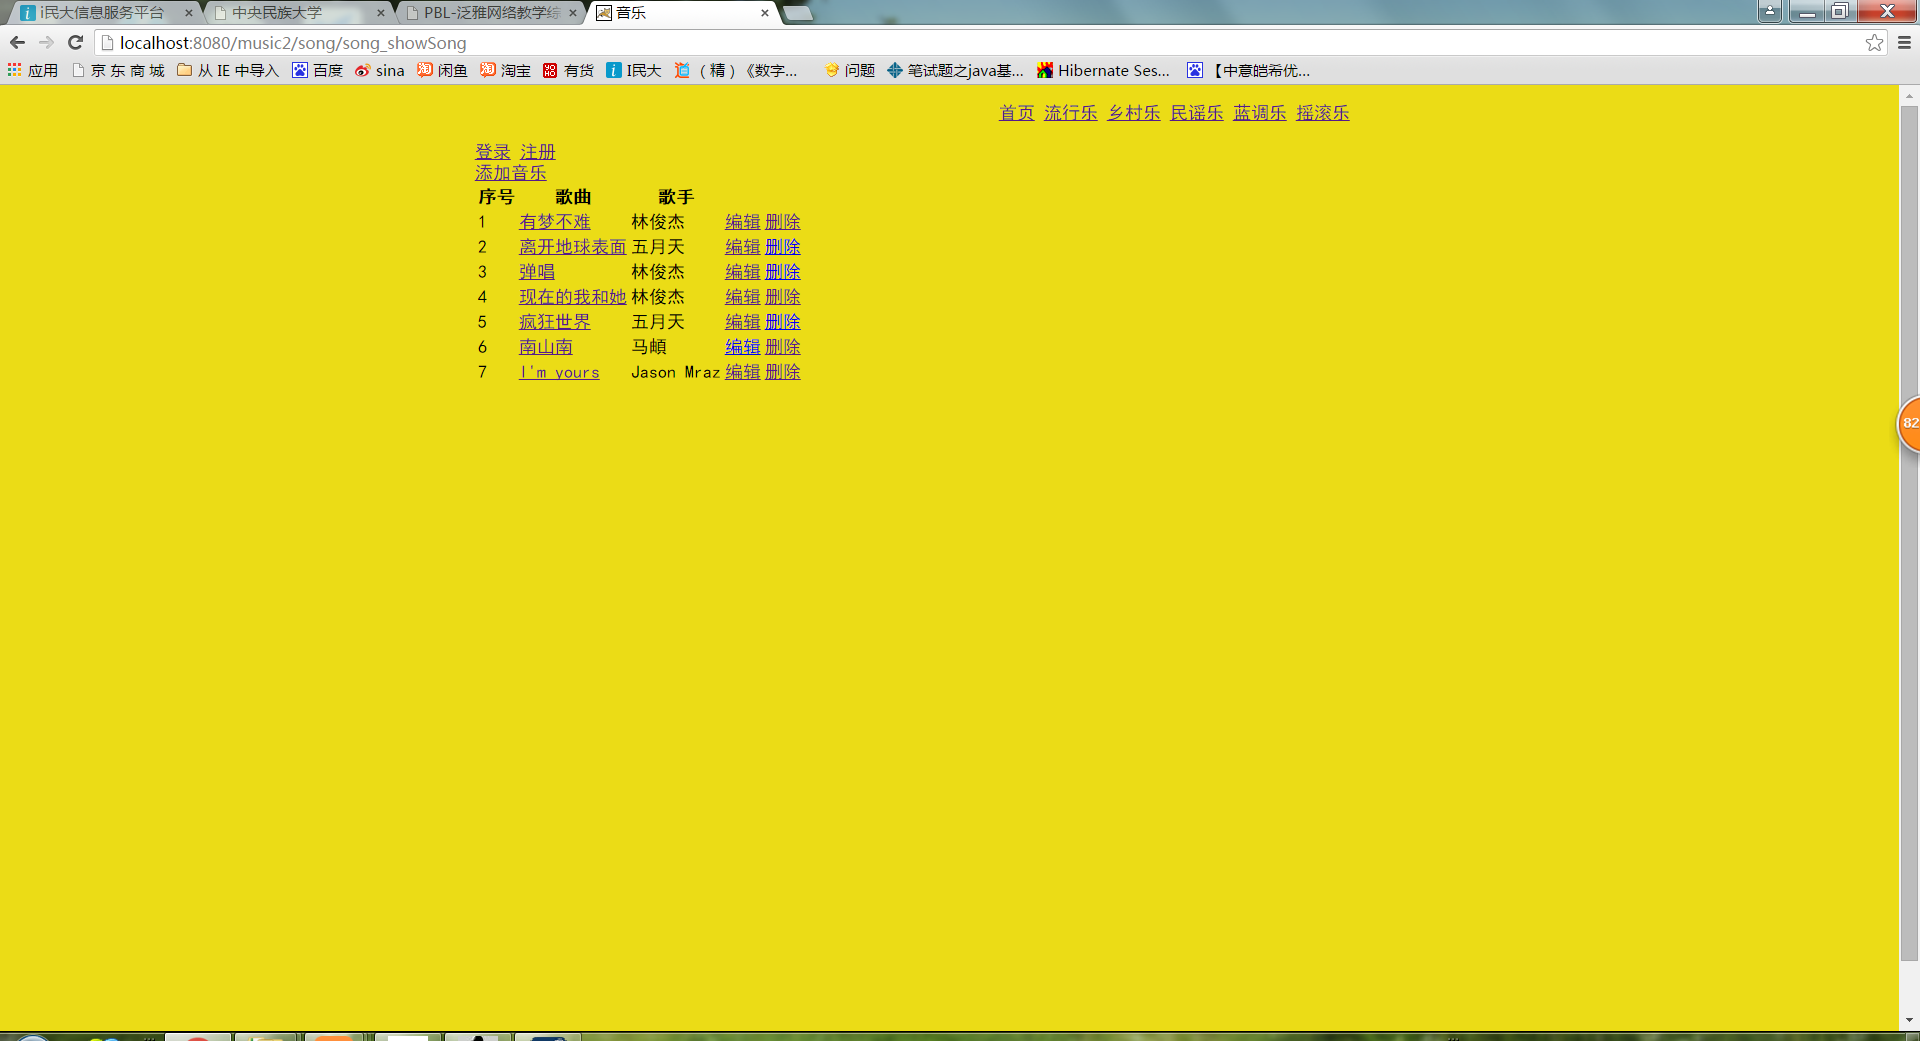 i民大信息服务平台 中央民族大学 PBL-泛雅网络教学综 音乐
localhost:8080/music2/song/song_showSong
应用 京 东 商 城 从 IE 中导入 百度 sina 闲鱼 淘宝 有货 I民大 （精）《数字... 问题 笔试题之java基... Hibernate Ses... 【中意皑希优...
首页 流行乐 乡村乐 民谣乐 蓝调乐 摇滚乐
登录 注册
添加音乐
序号 歌曲 歌手
1 有梦不难 林俊杰 编辑 删除
2 离开地球表面 五月天 编辑 删除
3 弹唱 林俊杰 编辑 删除
4 现在的我和她 林俊杰 编辑 删除
5 疯狂世界 五月天 编辑 删除
6 南山南 马頔 编辑 删除
7 I'm yours Jason Mraz 编辑 删除
82